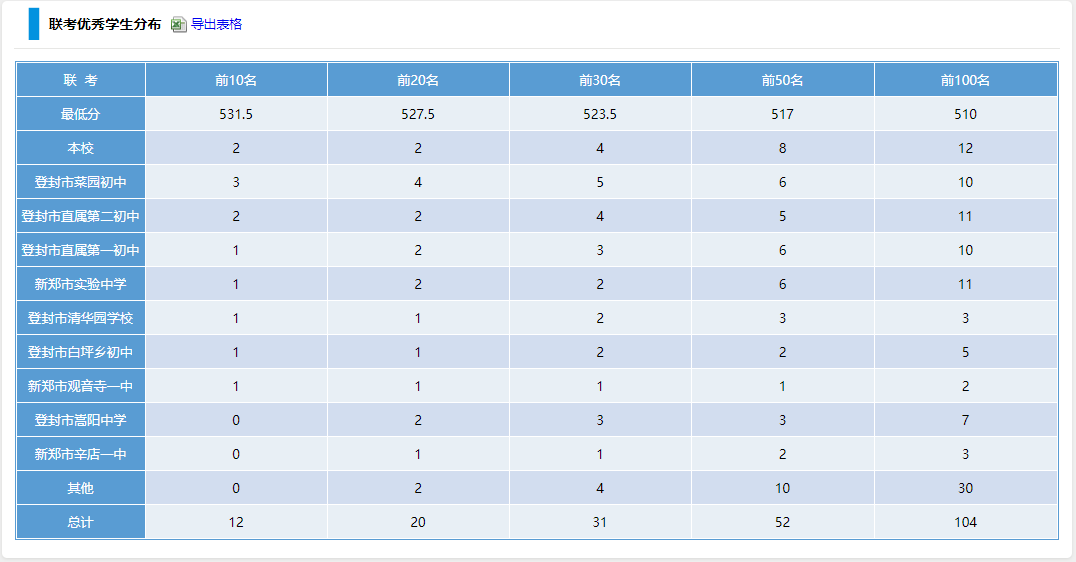 联考优秀学生分布 导出表格
联 考 前10名 前20名 前30名 前50名 前100名
最低分 531.5 527.5 523.5 517 510
本校 2 2 4 8 12
登封市菜园初中 3 4 5 6 10
登封市直属第二初中 2 2 4 5 11
登封市直属第一初中 1 2 3 6 10
新郑市实验中学 1 2 2 6 11
登封市清华园学校 1 1 2 3 3
登封市白坪乡初中 1 1 2 2 5
新郑市观音寺一中 1 1 1 1 2
登封市嵩阳中学 0 2 3 3 7
新郑市辛店一中 0 1 1 2 3
其他 0 2 4 10 30
总计 12 20 31 52 104